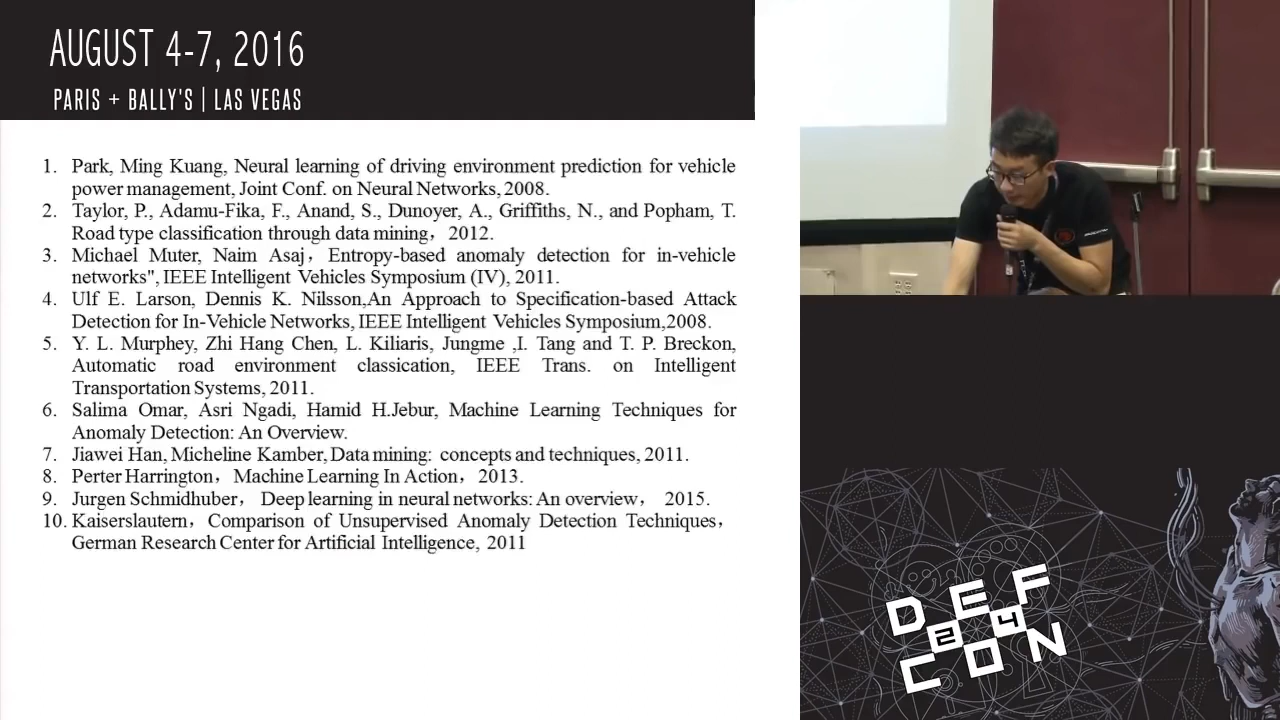 AUGUST 4-7, 2016
PARIS + BALLY'S | LAS VEGAS
1. Park, Ming Kuang, Neural learning of driving environment prediction for vehicle
power management, Joint Conf. on Neural Networks, 2008.
2. Taylor, P., Adamu-Fika, F., Anand, S., Dunoyer, A., Griffiths, N., and Popham, T.
Road type classification through data mining，2012.
3. Michael Muter, Naim Asaj，Entropy-based anomaly detection for in-vehicle
networks", IEEE Intelligent Vehicles Symposium (IV), 2011.
4. Ulf E. Larson, Dennis K. Nilsson,An Approach to Specification-based Attack
Detection for In-Vehicle Networks, IEEE Intelligent Vehicles Symposium,2008.
5. Y. L. Murphey, Zhi Hang Chen, L. Kiliaris, Jungme ,I. Tang and T. P. Breckon,
Automatic road environment classication, IEEE Trans. on Intelligent
Transportation Systems, 2011.
6. Salima Omar, Asri Ngadi, Hamid H.Jebur, Machine Learning Techniques for
Anomaly Detection: An Overview.
7. Jiawei Han, Micheline Kamber, Data mining: concepts and techniques, 2011.
8. Perter Harrington，Machine Learning In Action，2013.
9. Jurgen Schmidhuber， Deep learning in neural networks: An overview， 2015.
10. Kaiserslautern，Comparison of Unsupervised Anomaly Detection Techniques，
German Research Center for Artificial Intelligence, 2011
DEF
24
CON